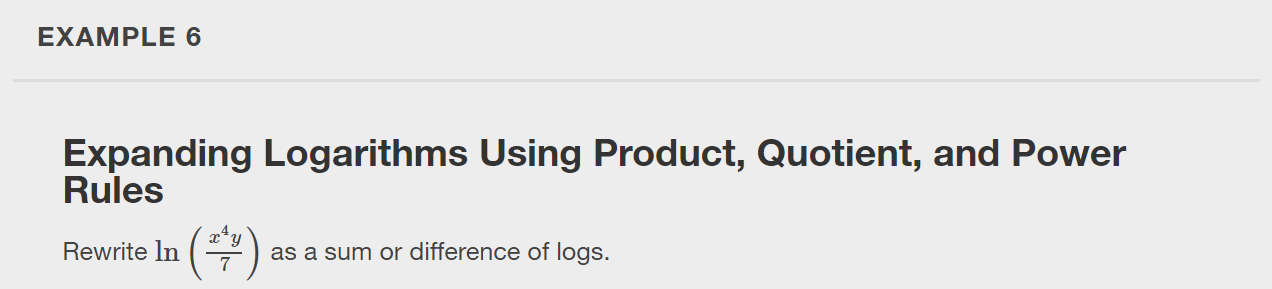 EXAMPLE 6
Expanding Logarithms Using Product, Quotient, and Power
Rules
Rewrite ln (x⁴y/7) as a sum or difference of logs.